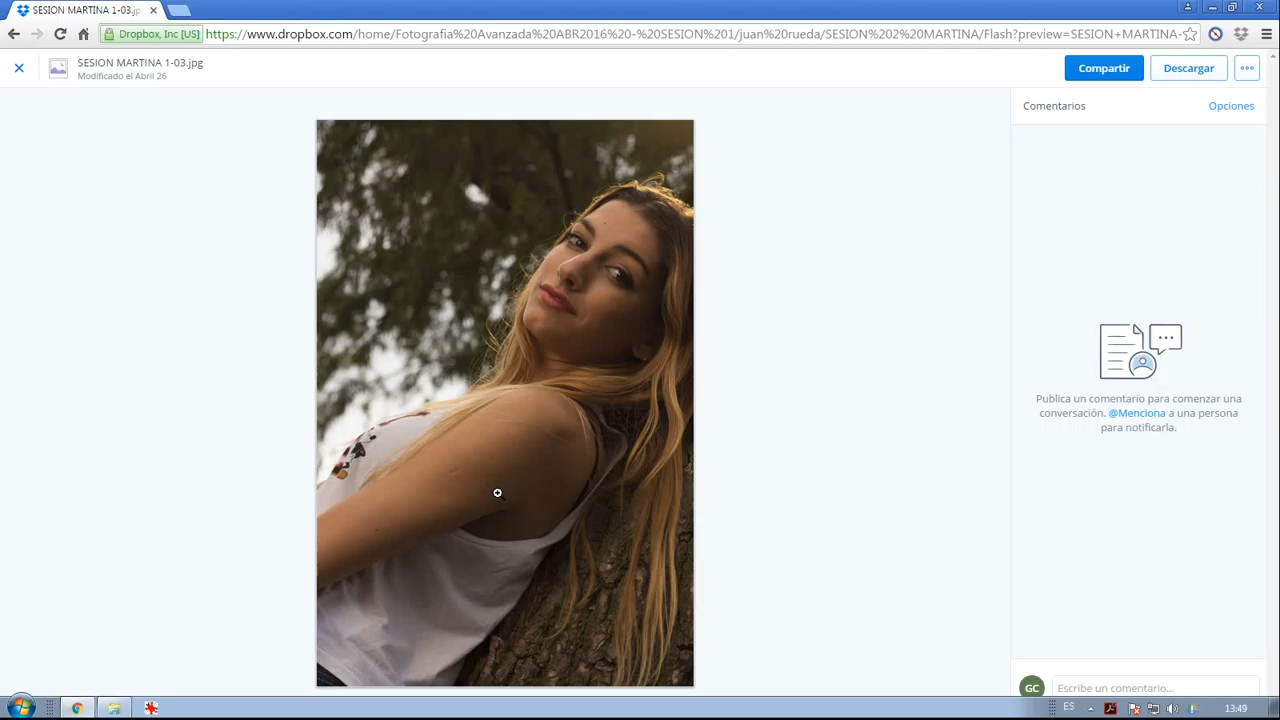 SESION MARTINA 1-03.jp
Dropbox, Inc [US]
https://www.dropbox.com/home/Fotografia%20Avanzada%20ABR2016%20-%20SESION%201/juan%20rueda/SESION%202%20MARTINA/Flash?preview=SESION+MARTINA-
SESION MARTINA 1-03.jpg
Modificado el Abril 26
Compartir
Descargar
Comentarios
Opciones
Publica un comentario para comenzar una
conversación. @Menciona a una persona
para notificarla.
GC
Escribe un comentario...
ES
13:49